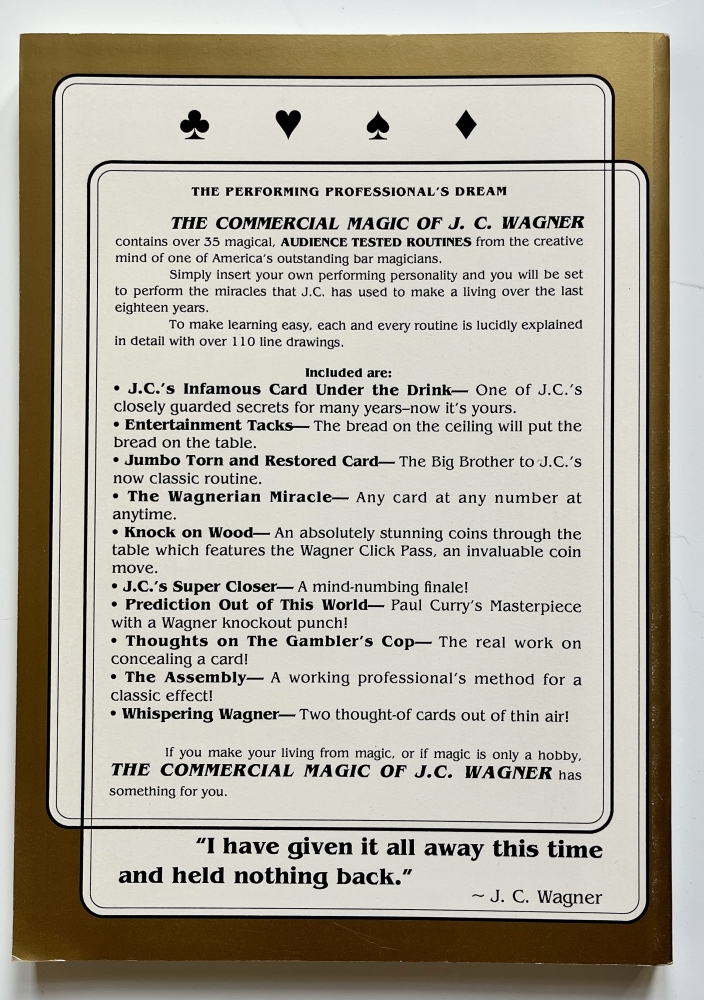 THE PERFORMING PROFESSIONAL'S DREAM
THE COMMERCIAL MAGIC OF J. C. WAGNER
contains over 35 magical, AUDIENCE TESTED ROUTINES from the creative
mind of one of America's outstanding bar magicians.
Simply insert your own performing personality and you will be set
to perform the miracles that J.C. has used to make a living over the last
eighteen years.
To make learning easy, each and every routine is lucidly explained
in detail with over 110 line drawings.
Included are:
• J.C.'s Infamous Card Under the Drink— One of J.C.'s
closely guarded secrets for many years–now it's yours.
• Entertainment Tacks— The bread on the ceiling will put the
bread on the table.
• Jumbo Torn and Restored Card— The Big Brother to J.C.'s
now classic routine.
• The Wagnerian Miracle— Any card at any number at
anytime.
• Knock on Wood— An absolutely stunning coins through the
table which features the Wagner Click Pass, an invaluable coin
move.
• J.C.'s Super Closer— A mind-numbing finale!
• Prediction Out of This World— Paul Curry's Masterpiece
with a Wagner knockout punch!
• Thoughts on The Gambler's Cop— The real work on
concealing a card!
• The Assembly— A working professional's method for a
classic effect!
• Whispering Wagner— Two thought-of cards out of thin air!
If you make your living from magic, or if magic is only a hobby,
THE COMMERCIAL MAGIC OF J.C. WAGNER has
something for you.
"I have given it all away this time
and held nothing back."
~ J. C. Wagner